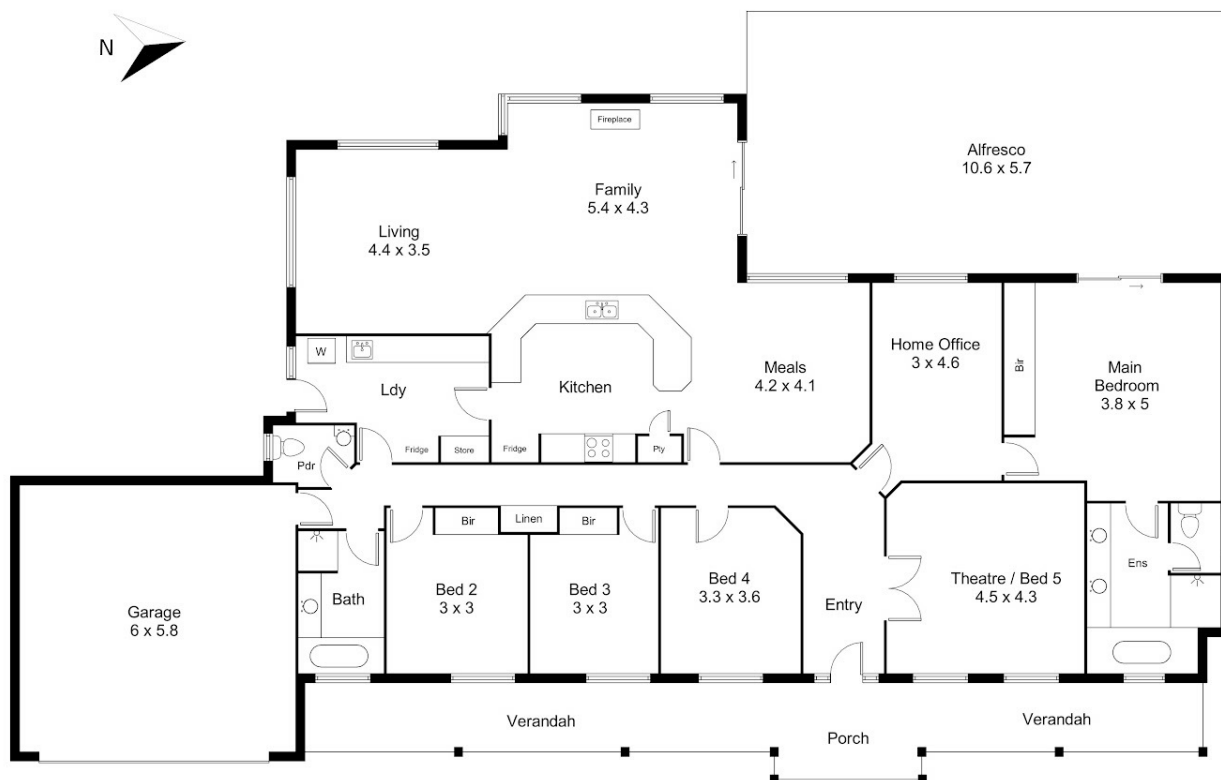 N
Fireplace
Alfresco
10.6 x 5.7
Family
5.4 x 4.3
Living
4.4 x 3.5
W
Ldy
Kitchen
Meals
4.2 x 4.1
Home Office
3 x 4.6
Bir
Main
Bedroom
3.8 x 5
Fridge
Store
Fridge
Pty
Pdr
Bir
Linen
Bir
Garage
6 x 5.8
Bath
Bed 2
3 x 3
Bed 3
3 x 3
Bed 4
3.3 x 3.6
Entry
Theatre / Bed 5
4.5 x 4.3
Ens
Verandah
Porch
Verandah